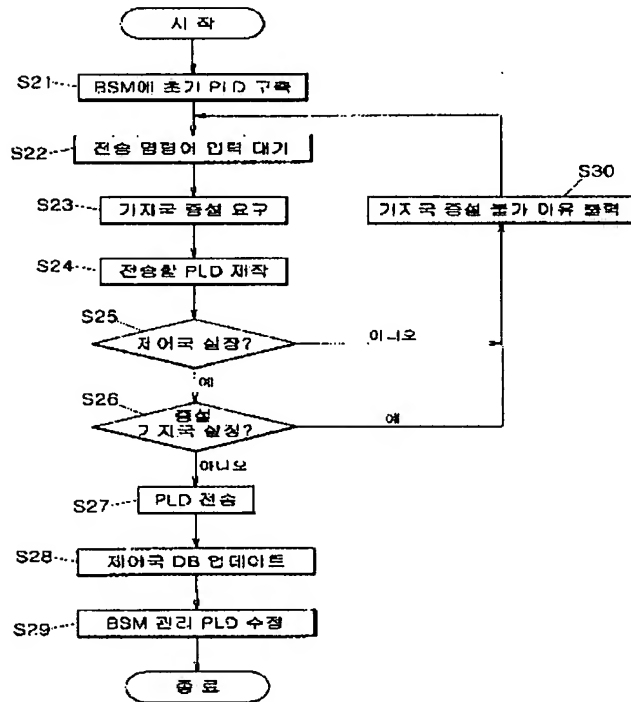 시 작
S21
BSM에 초기 PLD 구축
S22
전송 명령어 입력 대기
S23
기지국 증설 요구
S30
기지국 증설 불가 이유 출력
S24
전송할 PLD 제작
S25
제어국 실장?
아니오
예
S26
증설
기지국 실장?
예
아니오
S27
PLD 전송
S28
제어국 DB 업데이트
S29
BSM 관리 PLD 수정
종 료